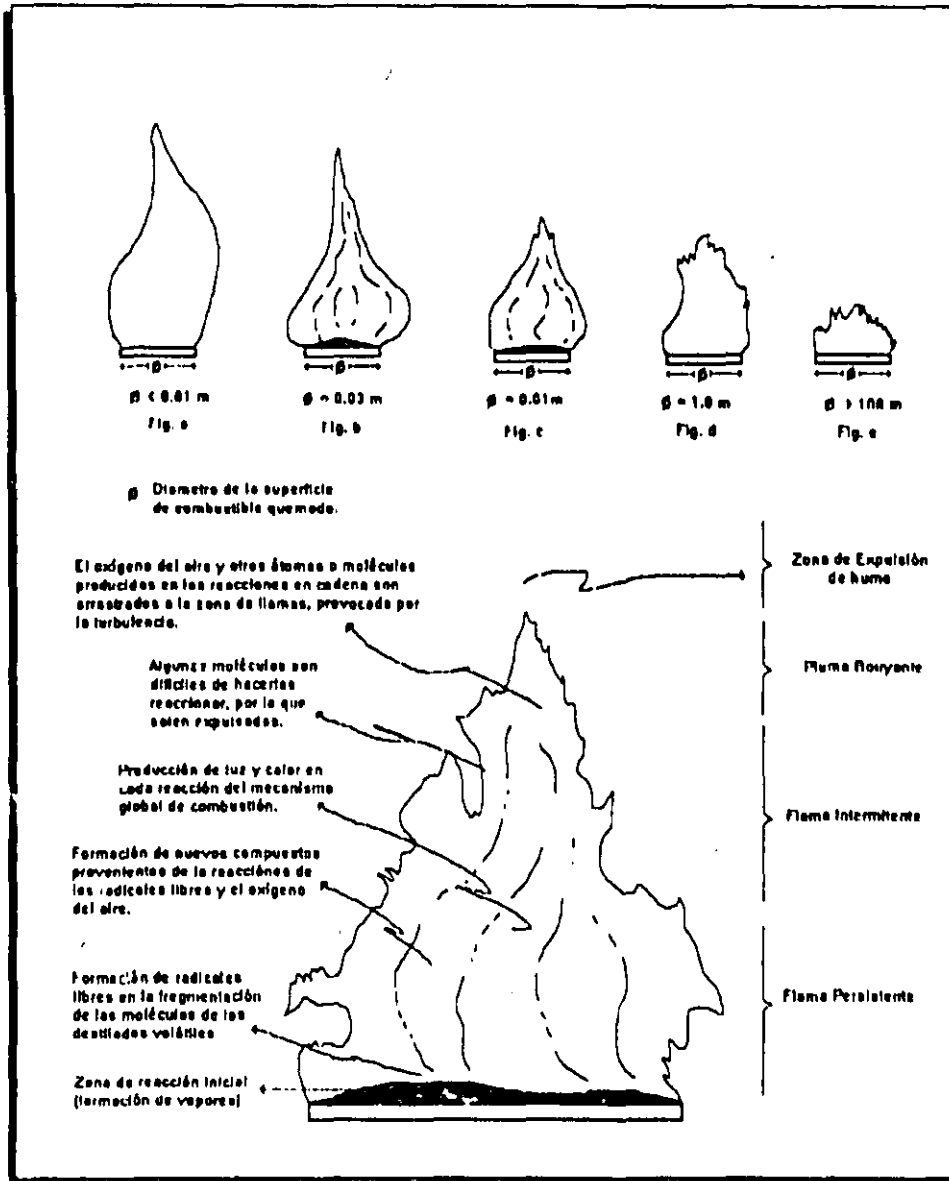 Ø
Ø
Ø
Ø
Ø
Ø < 0.01 m
Ø = 0.03 m
Ø = 0.01 m
Ø = 1.0 m
Ø > 100 m
Fig. a
Fig. b
Fig. c
Fig. d
Fig. e
Ø Diametro de la superficie
de combustible quemado.
El oxígeno del aire y otros átomos o moléculas
producidos en las reacciones en cadena son
arrastrados a la zona de llamas, provocada por
la turbulencia.
Algunas moléculas son
difíciles de hacerlas
reaccionar, por lo que
salen expulsadas.
Producción de luz y calor en
cada reacción del mecanismo
global de combustión.
Formación de nuevos compuestos
provenientes de la reacciónes de
los radicales libres y el oxígeno
del aire.
Formación de radicales
libres en la fragmentación
de las moléculas de los
destilados volátiles
Zona de reacción inicial
(formación de vapores)
Zona de Expulsión
de humo
Pluma Boyante
Flama Intermitente
Flama Persistente